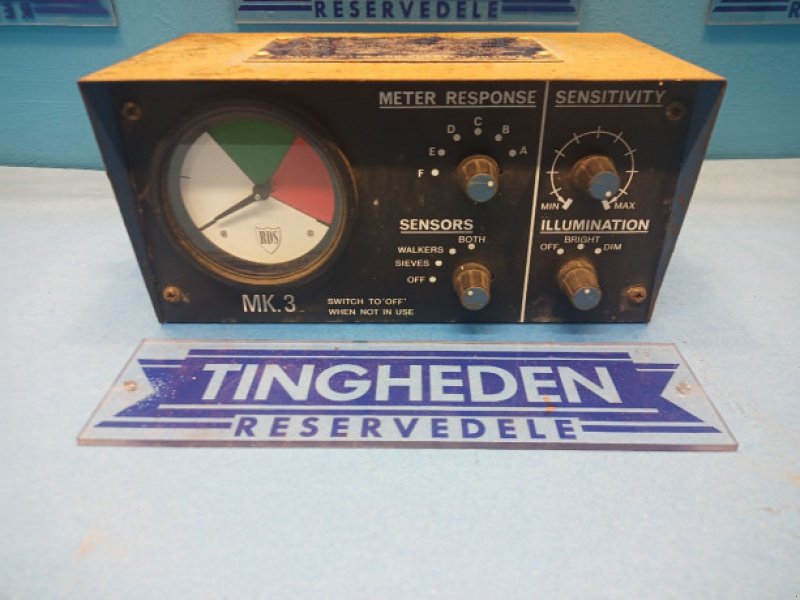 RESERVEDELE
METER RESPONSE
SENSITIVITY
C
D
B
E
A
F
MIN
MAX
RDS
SENSORS
BOTH
WALKERS
SIEVES
OFF
ILLUMINATION
BRIGHT
OFF
DIM
MK.3
SWITCH TO 'OFF'
WHEN NOT IN USE
TINGHEDEN
RESERVEDELE